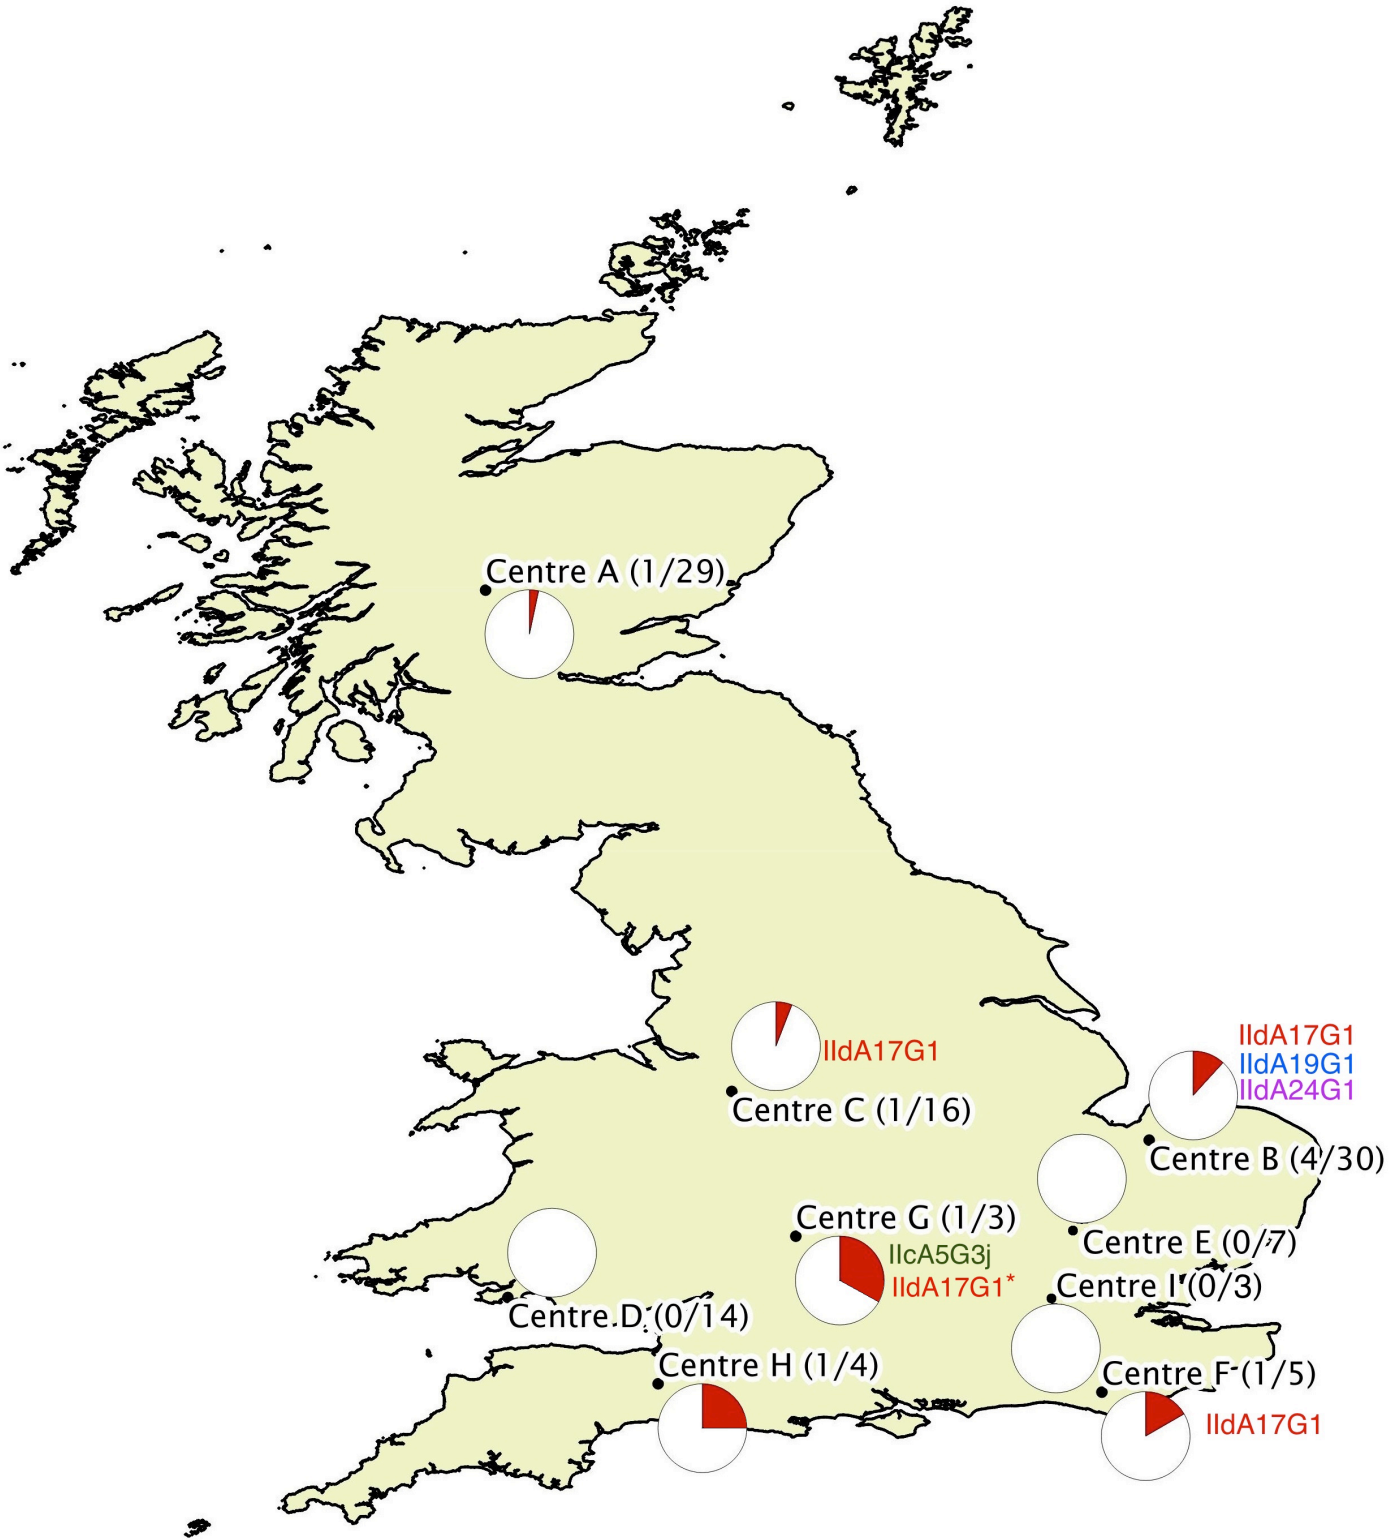 Centre A (1/29)
IIdA17G1
Centre C (1/16)
IIdA17G1
IIdA19G1
IIdA24G1
Centre B (4/30)
Centre E (0/7)
Centre G (1/3)
IIcA5G3j
IIdA17G1*
Centre I (0/3)
Centre D (0/14)
Centre H (1/4)
Centre F (1/5)
IIdA17G1